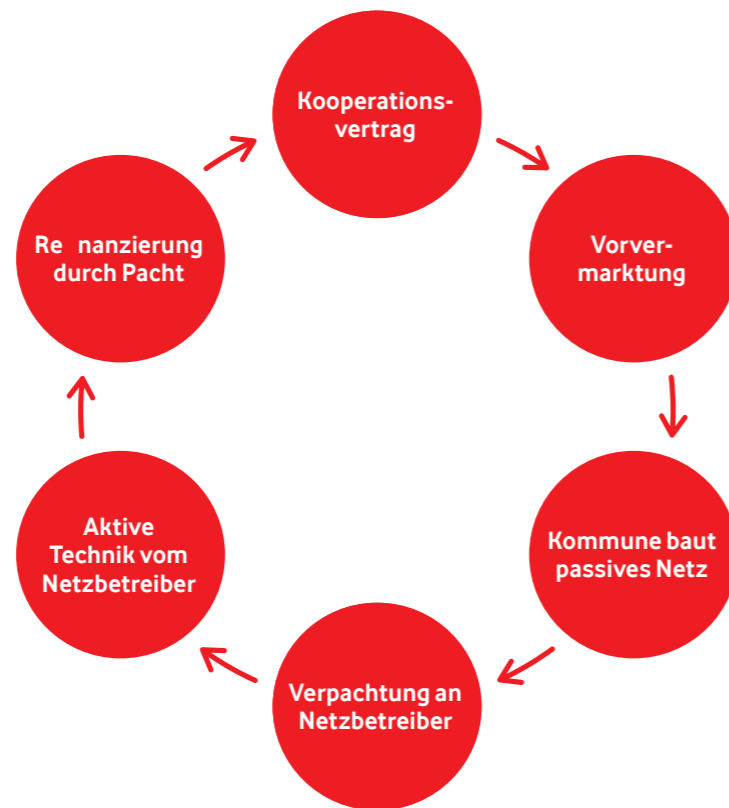 Kooperations-
vertrag
Vorver-
marktung
Kommune baut
passives Netz
Verpachtung an
Netzbetreiber
Aktive
Technik vom
Netzbetreiber
Re nanzierung
durch Pacht